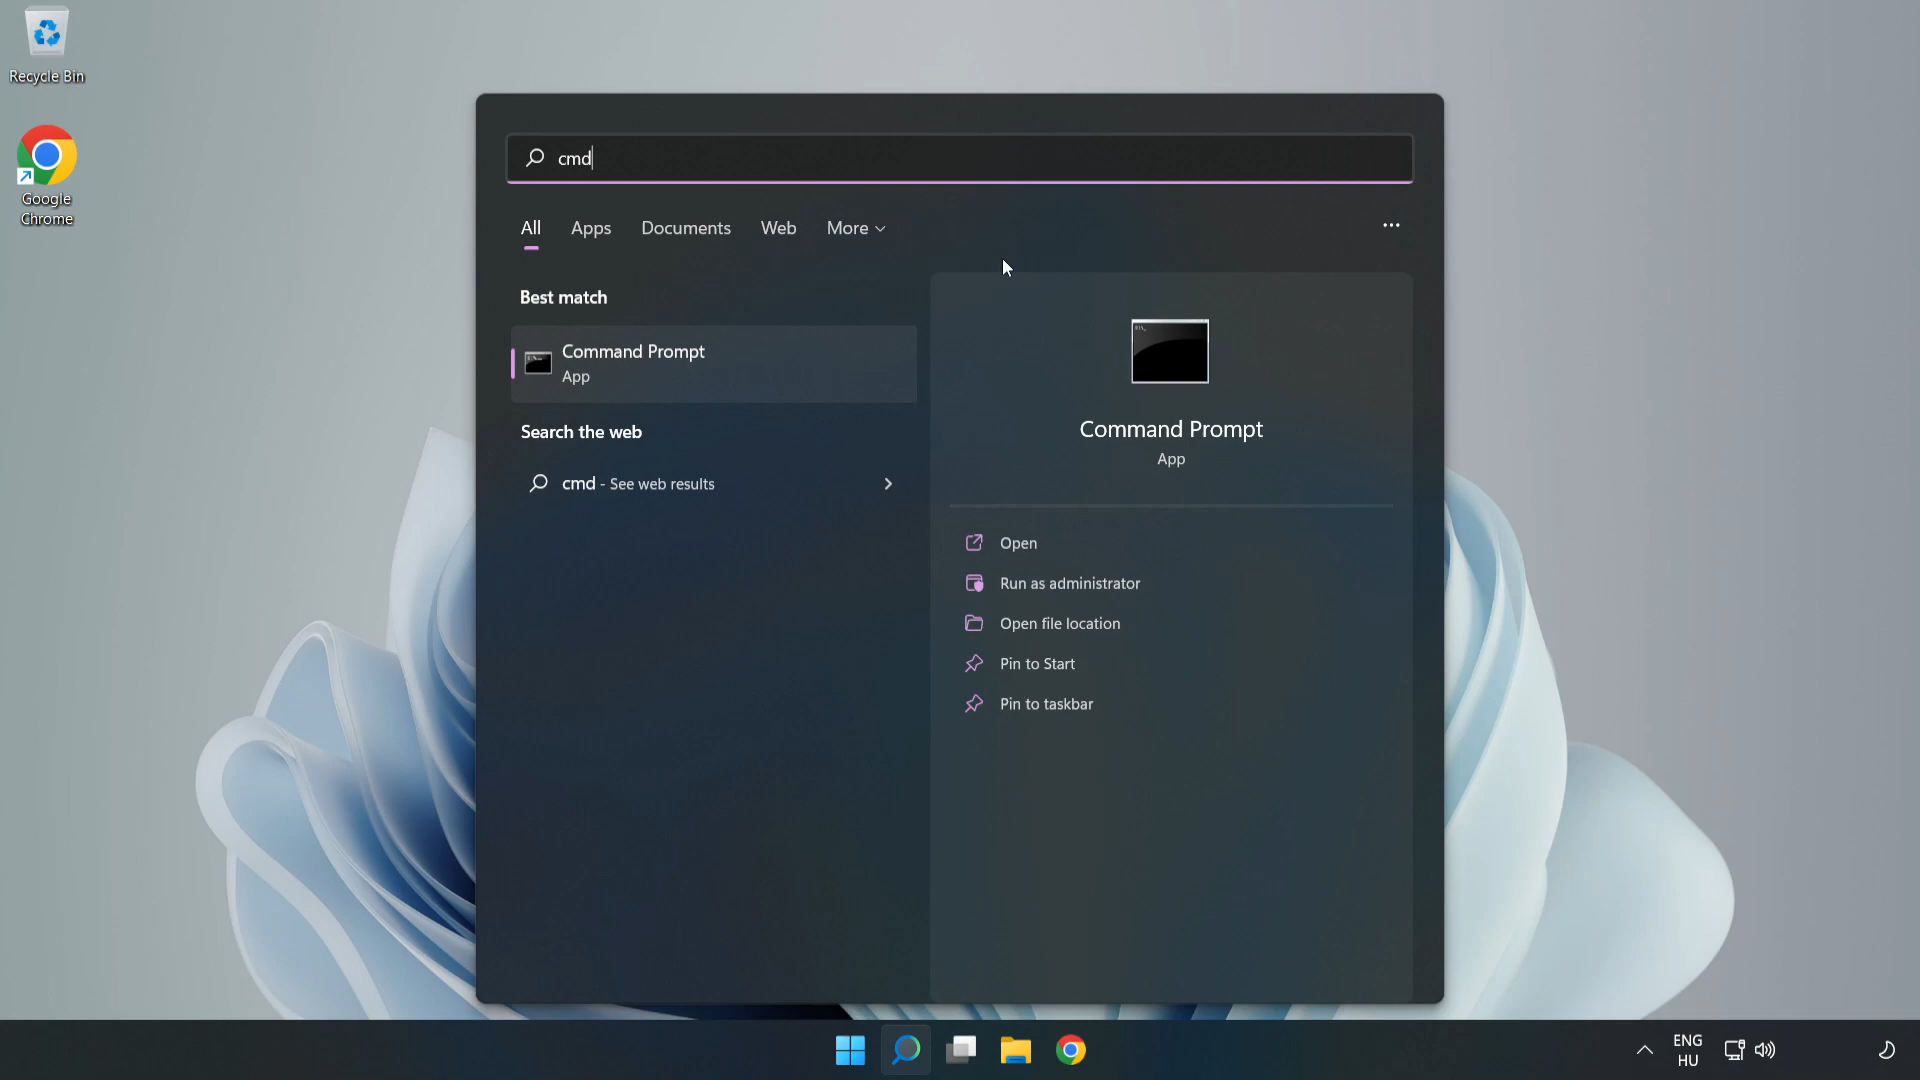 Recycle Bin
Google
Chrome
cmd
All
Apps
Documents
Web
More
Best match
Command Prompt
App
Search the web
cmd - See web results
Command Prompt
App
Open
Run as administrator
Open file location
Pin to Start
Pin to taskbar
ENG
HU